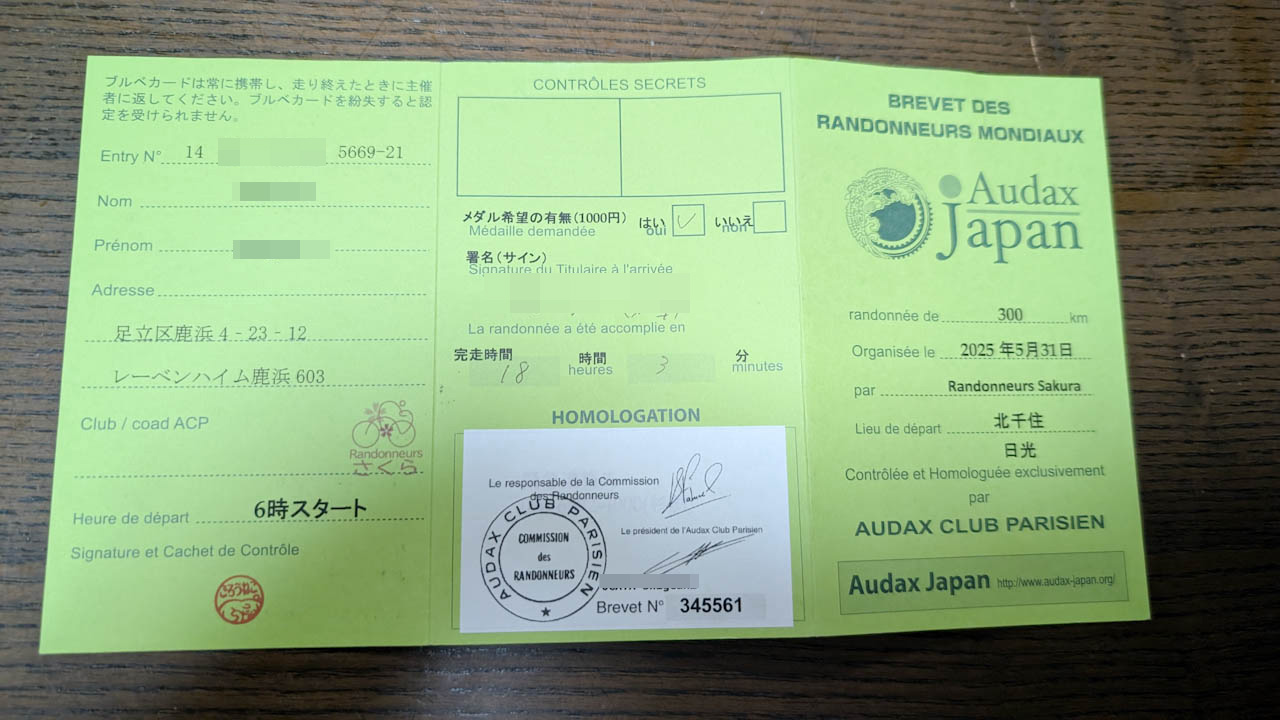 ブルベカードは常に携帯し、走り終えたときに主催
者に返してください。ブルベカードを紛失すると認
定を受けられません。
Entry N° 14 5669-21
Nom
Prénom
Adresse
足立区鹿浜4-23-12
レーベンハイム鹿浜603
Club / coad ACP
Randonneurs
さくら
Heure de départ 6時スタート
Signature et Cachet de Contrôle
CONTRÔLES SECRETS
メダル希望の有無(1000円) はい いいえ
Médaille demandée oui non
署名(サイン)
Signature du Titulaire à l'arrivée
La randonnée a été accomplie en
完走時間 18 時間 3 分
heures minutes
HOMOLOGATION
Le responsable de la Commission
des Randonneurs
Le président de l'Audax Club Parisien
AUDAX CLUB PARISIEN
COMMISSION
des
RANDONNEURS
Brevet N° 345561
BREVET DES
RANDONNEURS MONDIAUX
Audax
Japan
randonnée de 300 km
Organisée le 2025年5月31日
par Randonneurs Sakura
Lieu de départ 北千住
日光
Contrôlée et Homologuée exclusivement
par
AUDAX CLUB PARISIEN
Audax Japan http://www.audax-japan.org/